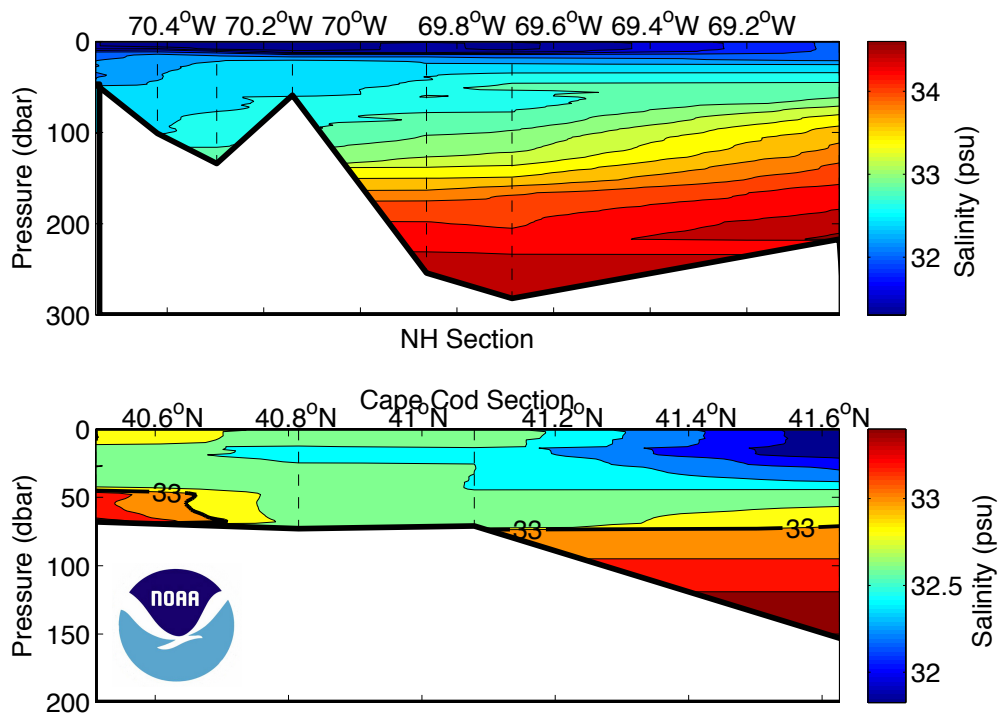 70.4°W 70.2°W 70°W 69.8°W 69.6°W 69.4°W 69.2°W
0
100
200
300
Pressure (dbar)
NH Section
34
33
32
Salinity (psu)
Cape Cod Section
40.6°N 40.8°N 41°N 41.2°N 41.4°N 41.6°N
0
50
100
150
200
Pressure (dbar)
33
33
33
NOAA
33
32.5
32
Salinity (psu)